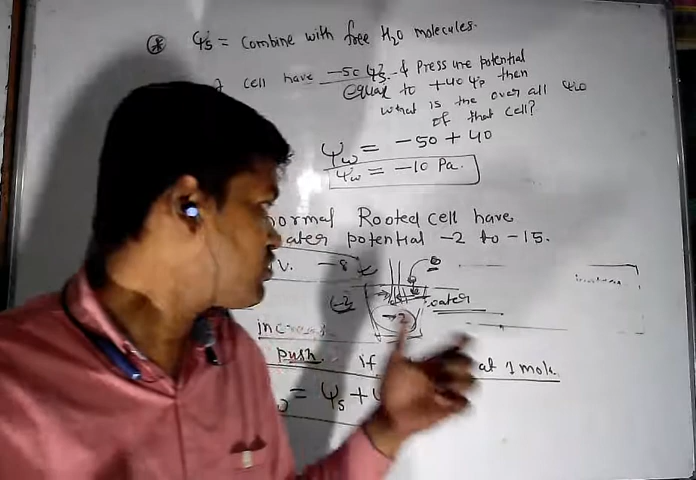 Ψs = Combine with free H2O molecules.
cell have -50 Ψs & Pressure potential
equal to +40 Ψp then
what is the over all Ψw
of that cell?
Ψw = -50 + 40
Ψw = -10 Pa.
normal Rooted cell have
ater potential -2 to -15.
V. -8
(-2)
water
increas
push. if at 1 mole.
= Ψs +